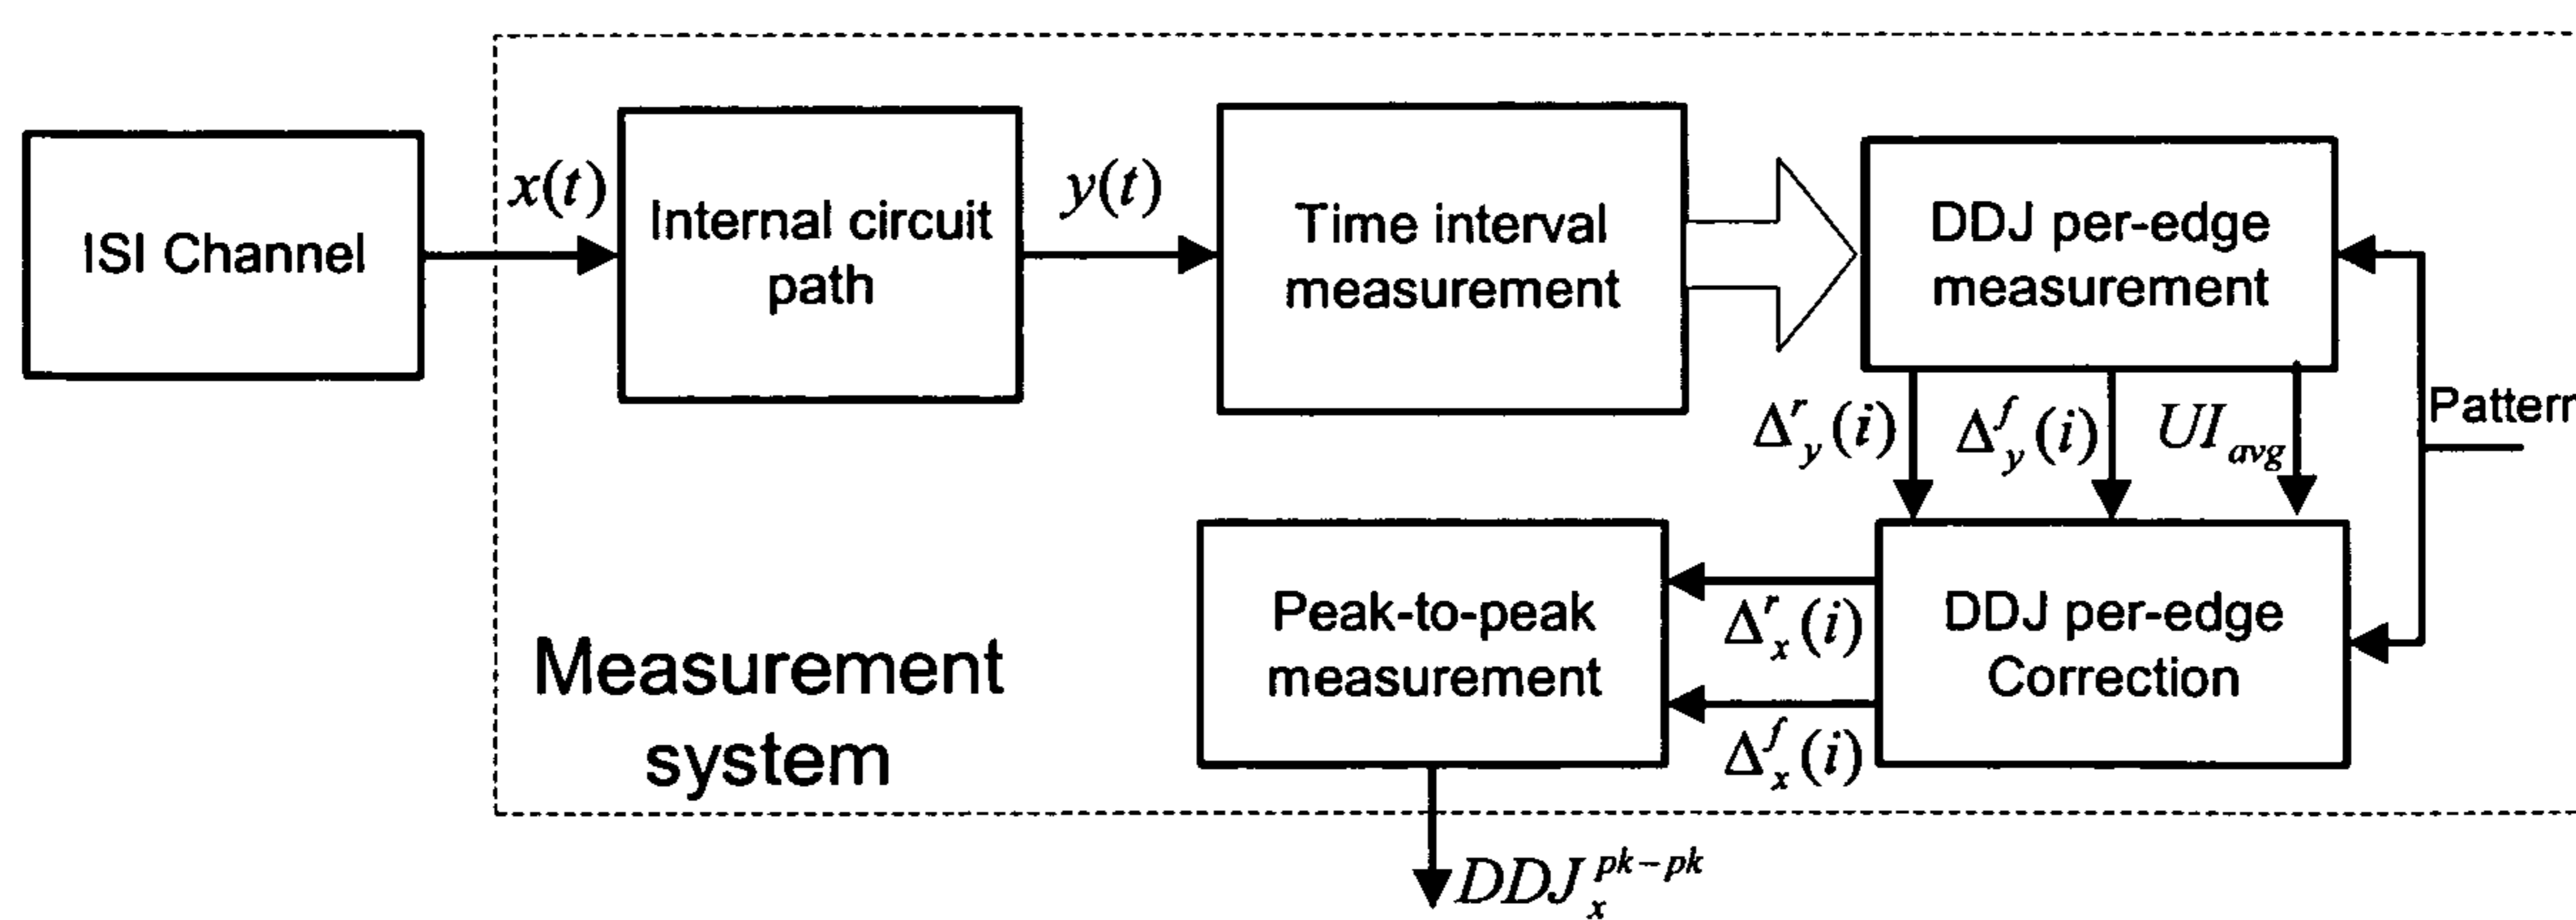 ISI Channel
x(t)
Internal circuit
path
y(t)
Time interval
measurement
DDJ per-edge
measurement
Pattern
Δ^r_y(i)
Δ^f_y(i)
UI_avg
DDJ per-edge
Correction
Δ^r_x(i)
Δ^f_x(i)
Peak-to-peak
measurement
Measurement
system
DDJ_x^{pk-pk}